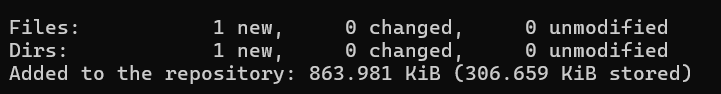 Files:           1 new,     0 changed,     0 unmodified
Dirs:            1 new,     0 changed,     0 unmodified
Added to the repository: 863.981 KiB (306.659 KiB stored)